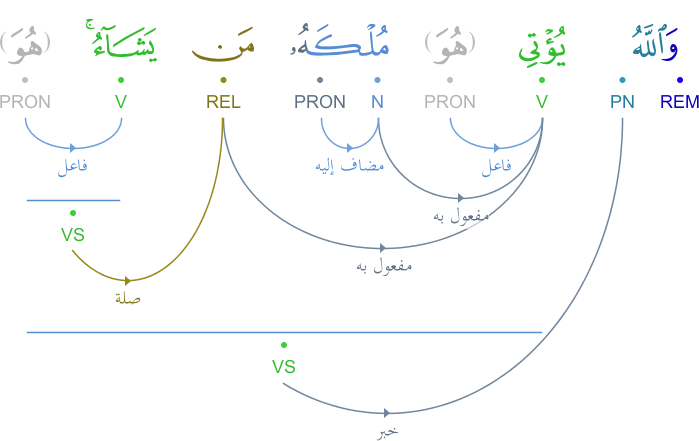 وَٱللَّهُ يُؤْتِى (هُوَ) مُلْكَهُۥ مَن يَشَآءُ ۚ (هُوَ)
REM PN V PRON N PRON REL V PRON
فاعل مضاف إليه فاعل
مفعول به
VS
مفعول به
صلة
VS
خبر